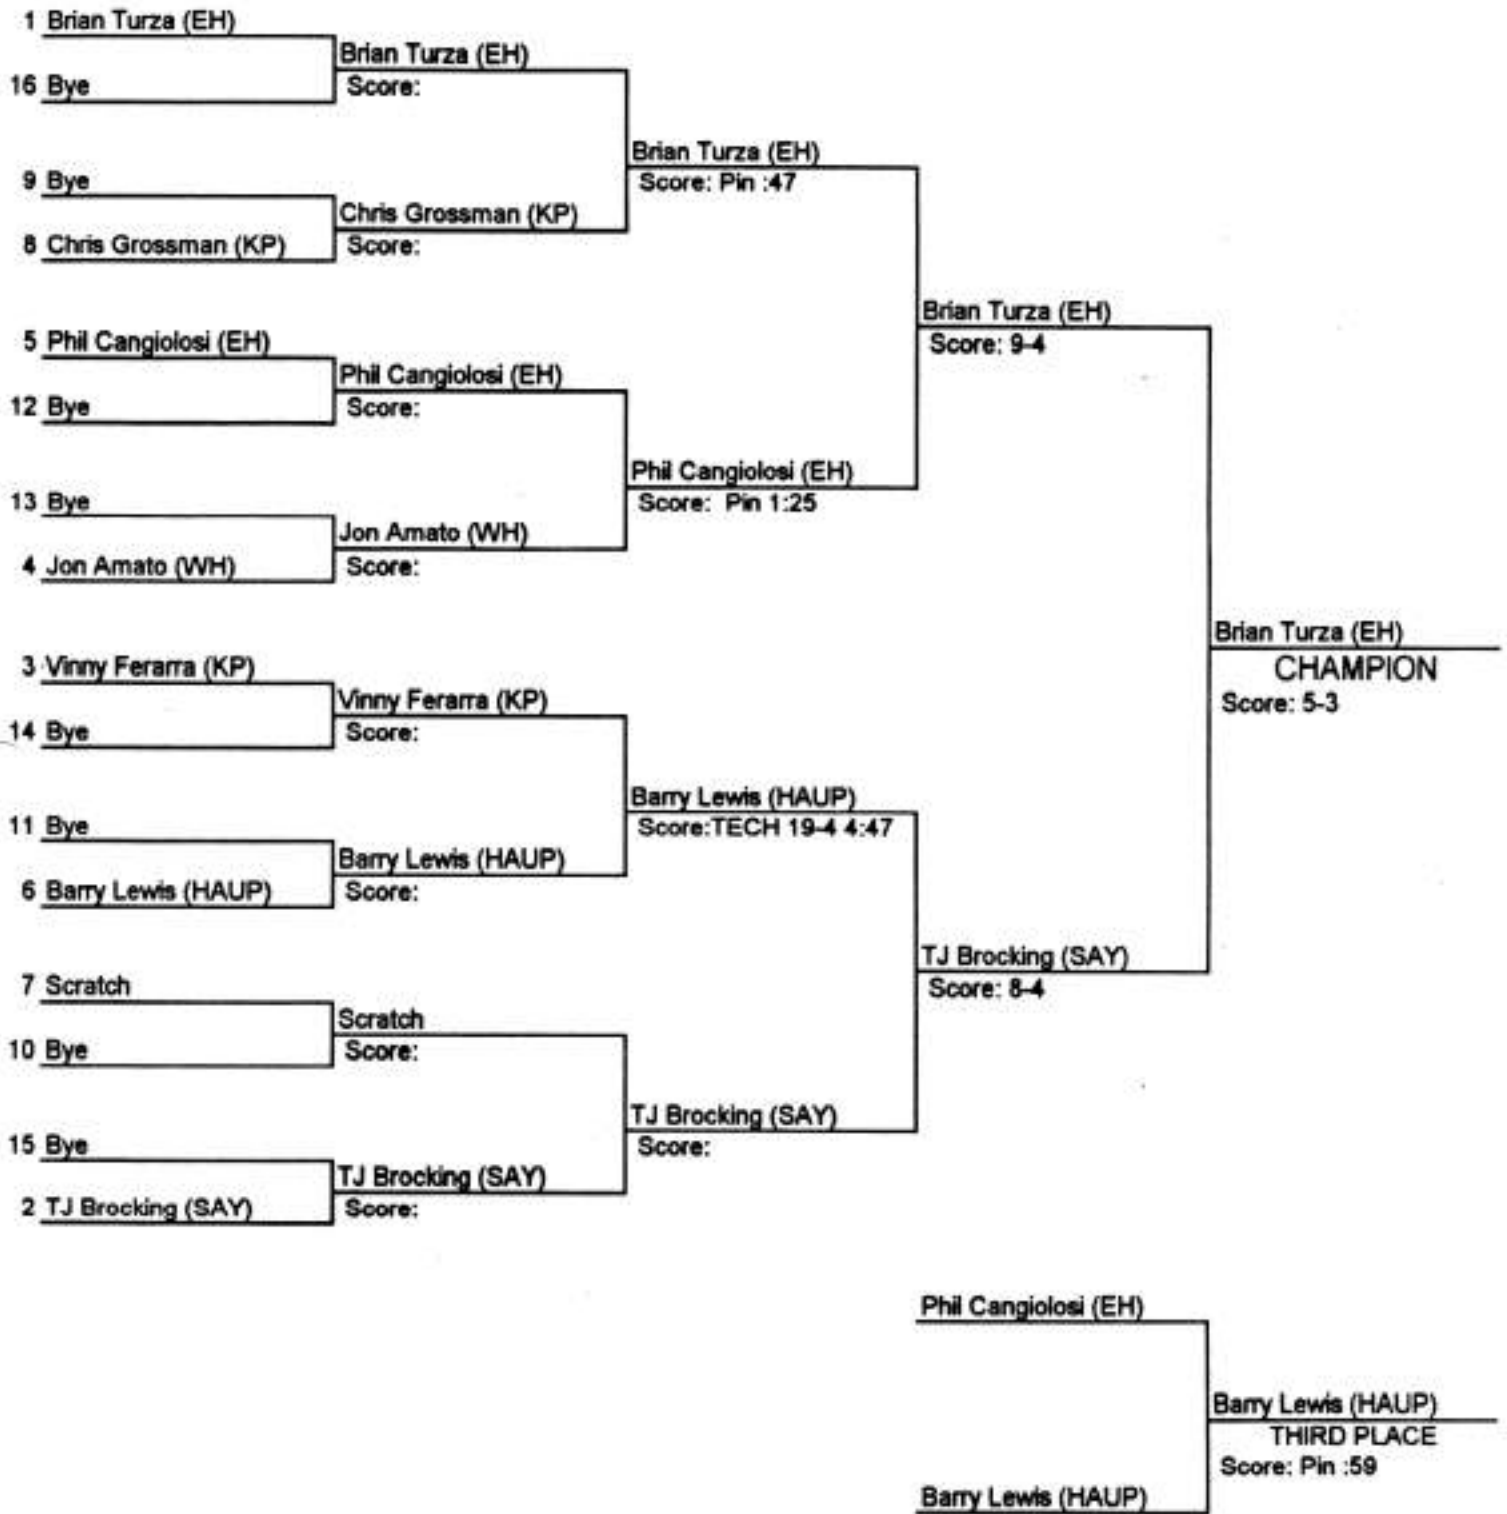 1 Brian Turza (EH)
Brian Turza (EH)
16 Bye
Score:
Brian Turza (EH)
Score: Pin :47
9 Bye
Chris Grossman (KP)
8 Chris Grossman (KP)
Score:
Brian Turza (EH)
Score: 9-4
5 Phil Cangiolosi (EH)
Phil Cangiolosi (EH)
12 Bye
Score:
Phil Cangiolosi (EH)
Score: Pin 1:25
13 Bye
Jon Amato (WH)
4 Jon Amato (WH)
Score:
Brian Turza (EH)
CHAMPION
Score: 5-3
3 Vinny Ferarra (KP)
Vinny Ferarra (KP)
14 Bye
Score:
Barry Lewis (HAUP)
Score:TECH 19-4 4:47
11 Bye
Barry Lewis (HAUP)
6 Barry Lewis (HAUP)
Score:
TJ Brocking (SAY)
Score: 8-4
7 Scratch
Scratch
10 Bye
Score:
TJ Brocking (SAY)
Score:
15 Bye
TJ Brocking (SAY)
2 TJ Brocking (SAY)
Score:
Phil Cangiolosi (EH)
Barry Lewis (HAUP)
THIRD PLACE
Score: Pin :59
Barry Lewis (HAUP)